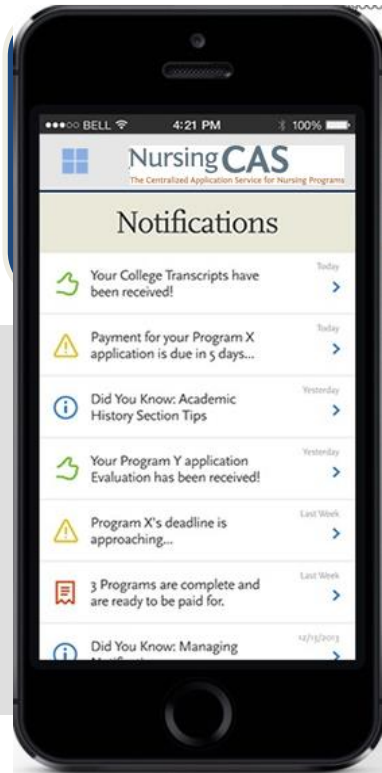 BELL 4:21 PM 100%
NursingCAS
The Centralized Application Service for Nursing Programs
Notifications
Today
Your College Transcripts have
been received!
Today
Payment for your Program X
application is due in 5 days...
Yesterday
Did You Know: Academic
History Section Tips
Yesterday
Your Program Y application
Evaluation has been received!
Last Week
Program X's deadline is
approaching...
Last Week
3 Programs are complete and
are ready to be paid for.
12/13/2013
Did You Know: Managing